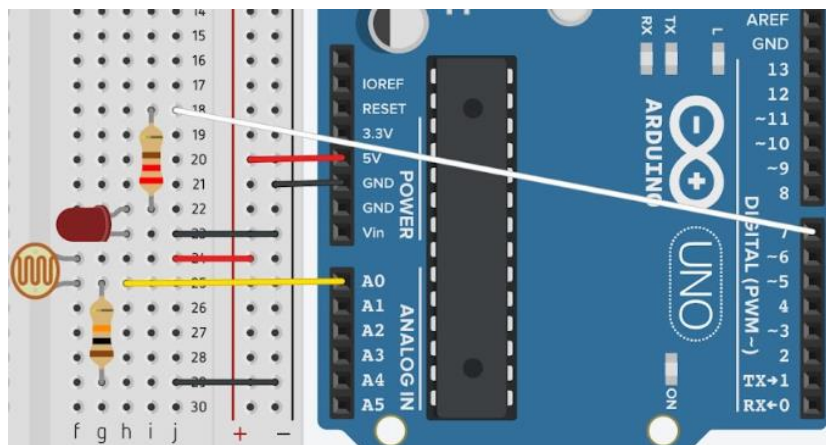 14
15
16
17
18
19
20
21
22
23
24
25
26
27
28
29
30
f g h i j + −
IOREF
RESET
3.3V
5V
GND
GND
Vin
POWER
A0
A1
A2
A3
A4
A5
ANALOG IN
RX
TX
L
ARDUINO
UNO
ON
AREF
GND
13
12
~11
~10
~9
8
7
~6
~5
4
~3
2
TX→1
RX←0
DIGITAL (PWM~)